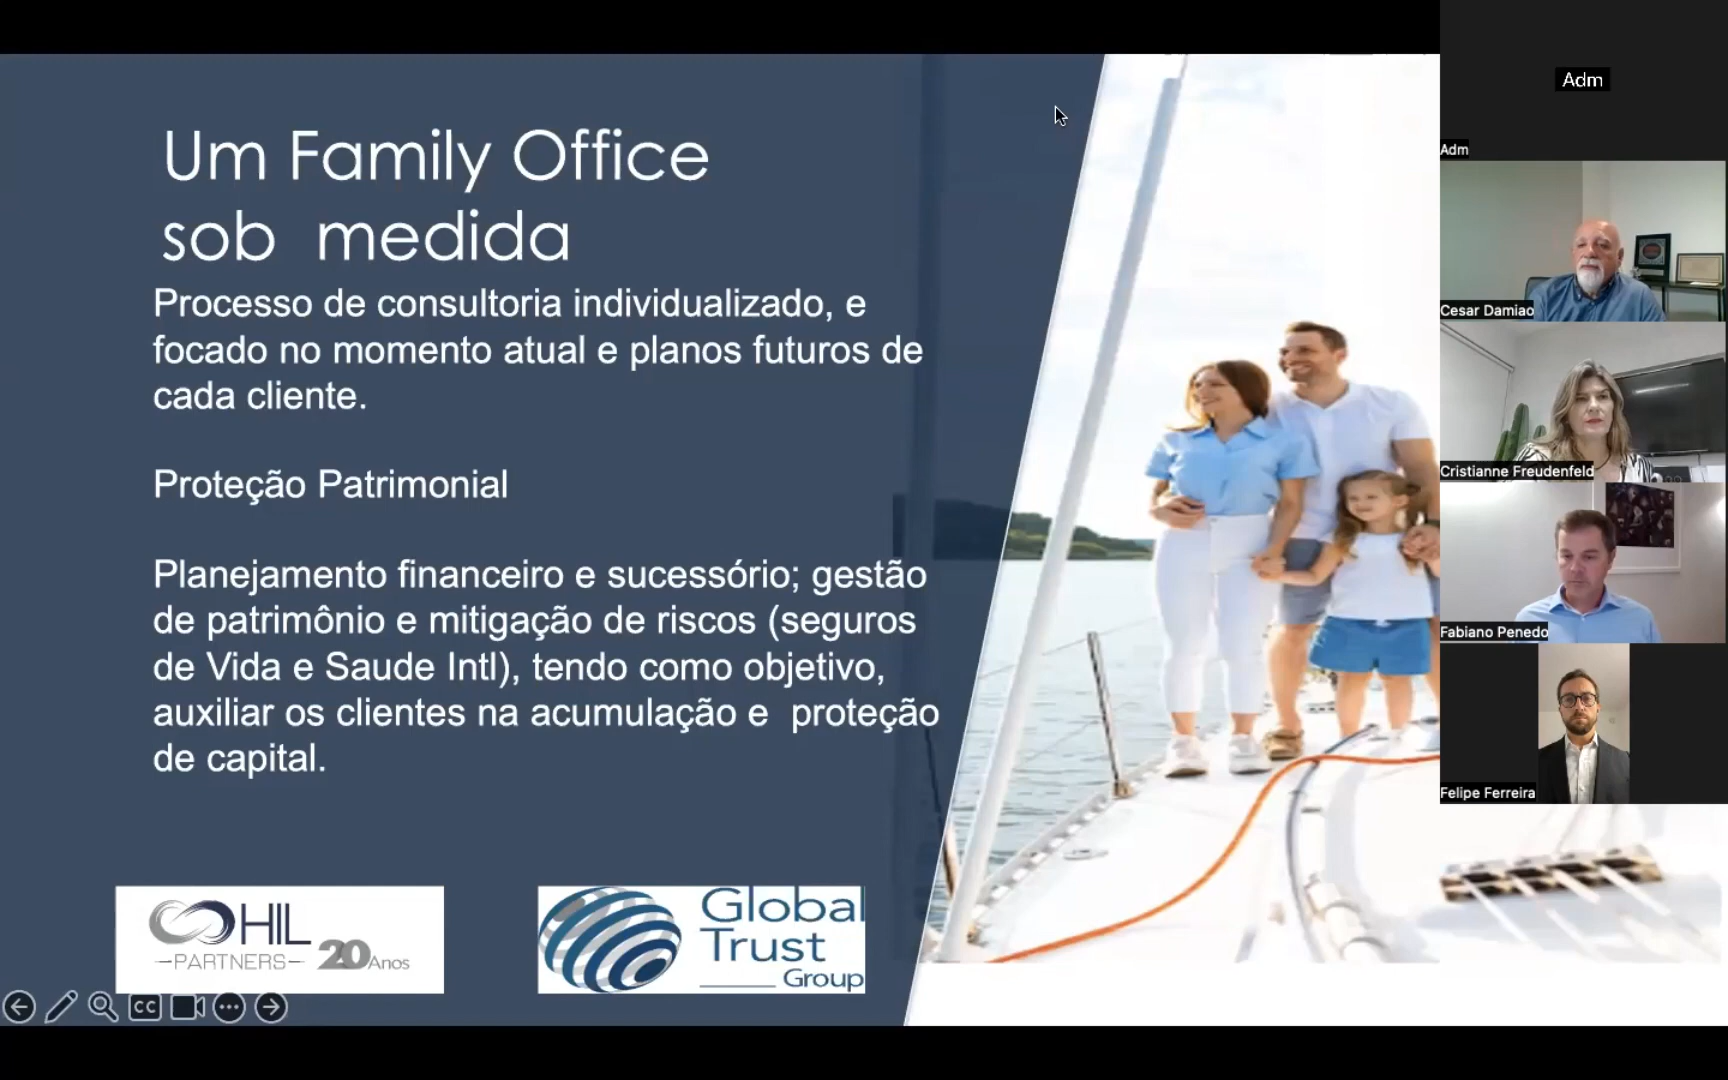 Um Family Office
sob medida
Processo de consultoria individualizado, e
focado no momento atual e planos futuros de
cada cliente.
Proteção Patrimonial
Planejamento financeiro e sucessório; gestão
de patrimônio e mitigação de riscos (seguros
de Vida e Saude Intl), tendo como objetivo,
auxiliar os clientes na acumulação e proteção
de capital.
HIL
PARTNERS
20 Anos
Global
Trust
Group
CC
Adm
Adm
Cesar Damiao
Cristianne Freudenfeld
Fabiano Penedo
Felipe Ferreira